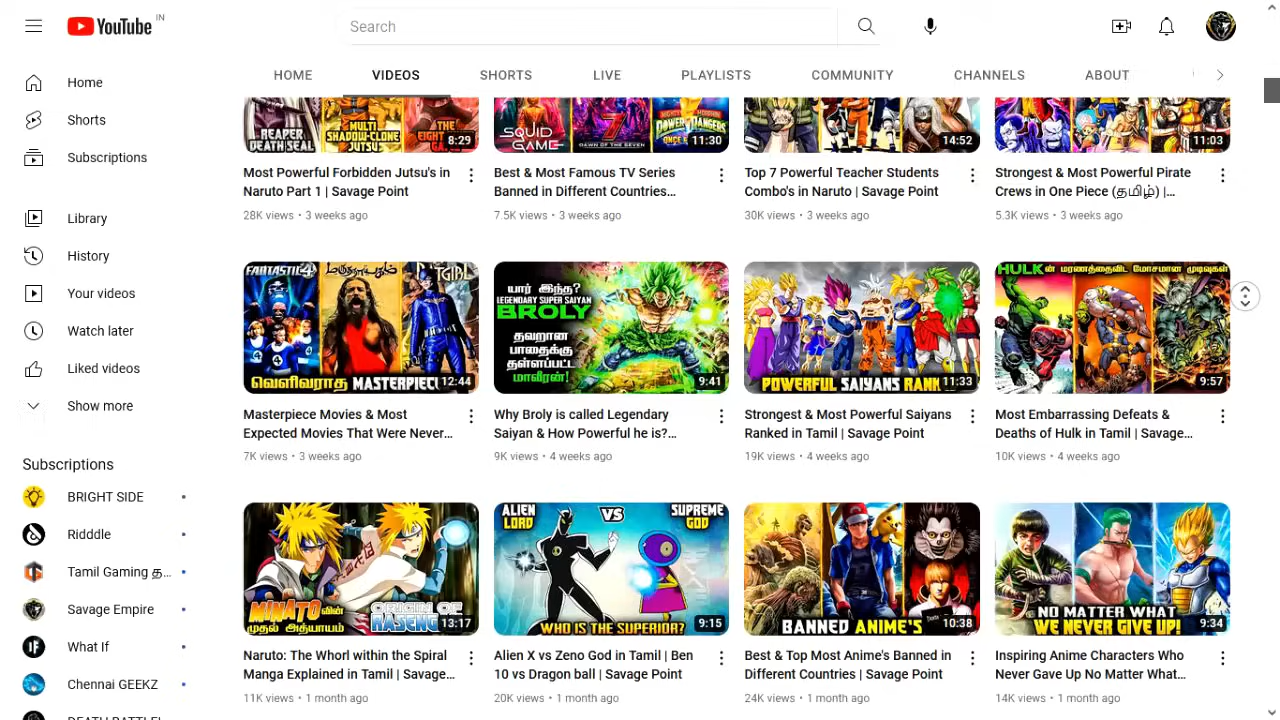 YouTube IN
Search
HOME
VIDEOS
SHORTS
LIVE
PLAYLISTS
COMMUNITY
CHANNELS
ABOUT
Home
Shorts
Subscriptions
Library
History
Your videos
Watch later
Liked videos
Show more
Subscriptions
BRIGHT SIDE
Ridddle
Tamil Gaming த...
Savage Empire
What If
Chennai GEEKZ
REAPER
DEATH SEAL
MULTI
SHADOW-CLONE
JUTSU
THE
EIGHT
8:29
SQUID
GAME
7
DAWN OF THE SEVEN
POWER RANGERS
11:30
14:52
11:03
Most Powerful Forbidden Jutsu's in
Naruto Part 1 | Savage Point
28K views • 3 weeks ago
Best & Most Famous TV Series
Banned in Different Countries...
7.5K views • 3 weeks ago
Top 7 Powerful Teacher Students
Combo's in Naruto | Savage Point
30K views • 3 weeks ago
Strongest & Most Powerful Pirate
Crews in One Piece (தமிழ்) |...
5.3K views • 3 weeks ago
FANTASTIC 4
மருதநாயகம்
வெளிவராத MASTERPIEC
12:44
யார் இந்த?
LEGENDARY SUPER SAIYAN
BROLY
தவறான
பாதைக்கு
தள்ளப்பட்ட
மாவீரன்!
9:41
POWERFUL SAIYANS RANK
11:33
HULKன் மரணத்தைவிட மோசமான முடிவுகள்
9:57
Masterpiece Movies & Most
Expected Movies That Were Never...
7K views • 3 weeks ago
Why Broly is called Legendary
Saiyan & How Powerful he is?...
9K views • 4 weeks ago
Strongest & Most Powerful Saiyans
Ranked in Tamil | Savage Point
19K views • 4 weeks ago
Most Embarrassing Defeats &
Deaths of Hulk in Tamil | Savage...
10K views • 4 weeks ago
MINATOவின்
முதல் அத்தியாயம்
ORIGIN OF
RASENG
13:17
ALIEN
LORD
VS
SUPREME
GOD
WHO IS THE SUPERIOR?
9:15
BANNED ANIME'S
10:38
NO MATTER WHAT
WE NEVER GIVE UP!
9:34
Naruto: The Whorl within the Spiral
Manga Explained in Tamil | Savage...
11K views • 1 month ago
Alien X vs Zeno God in Tamil | Ben
10 vs Dragon ball | Savage Point
20K views • 1 month ago
Best & Top Most Anime's Banned in
Different Countries | Savage Point
24K views • 1 month ago
Inspiring Anime Characters Who
Never Gave Up No Matter What...
14K views • 1 month ago